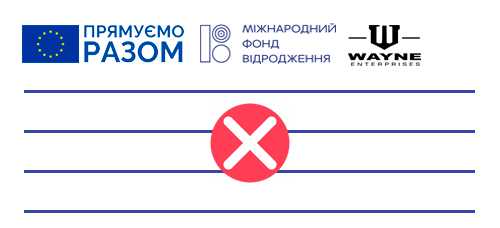 ПРЯМУЄМО
РАЗОМ
МІЖНАРОДНИЙ
ФОНД
ВІДРОДЖЕННЯ
WAYNE
ENTERPRISES